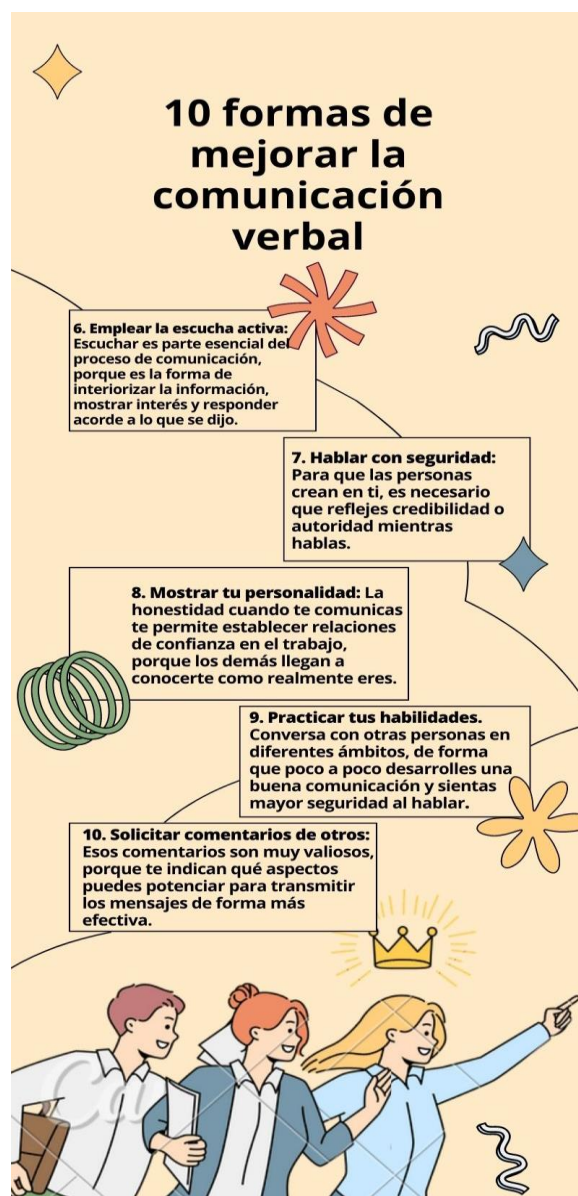 10 formas de
mejorar la
comunicación
verbal
6. Emplear la escucha activa:
Escuchar es parte esencial del
proceso de comunicación,
porque es la forma de
interiorizar la información,
mostrar interés y responder
acorde a lo que se dijo.
7. Hablar con seguridad:
Para que las personas
crean en ti, es necesario
que reflejes credibilidad o
autoridad mientras
hablas.
8. Mostrar tu personalidad: La
honestidad cuando te comunicas
te permite establecer relaciones
de confianza en el trabajo,
porque los demás llegan a
conocerte como realmente eres.
9. Practicar tus habilidades.
Conversa con otras personas en
diferentes ámbitos, de forma
que poco a poco desarrolles una
buena comunicación y sientas
mayor seguridad al hablar.
10. Solicitar comentarios de otros:
Esos comentarios son muy valiosos,
porque te indican qué aspectos
puedes potenciar para transmitir
los mensajes de forma más
efectiva.